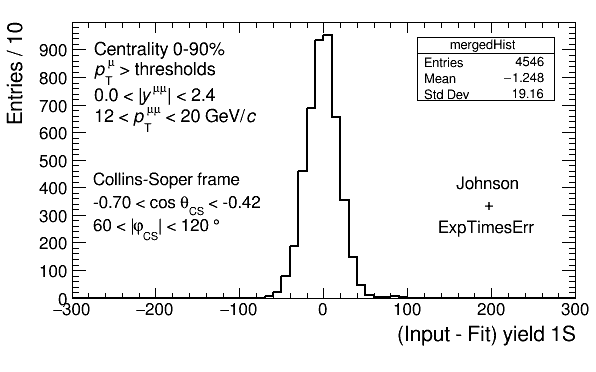 Entries / 10
900
800
700
600
500
400
300
200
100
0
−300
−200
−100
0
100
200
300
(Input - Fit) yield 1S
Centrality 0-90%
p_T^μ > thresholds
0.0 < |y^μμ| < 2.4
12 < p_T^μμ < 20 GeV/c
Collins-Soper frame
-0.70 < cos θ_CS < -0.42
60 < |φ_CS| < 120 °
mergedHist
Entries 4546
Mean −1.248
Std Dev 19.16
Johnson
+
ExpTimesErr